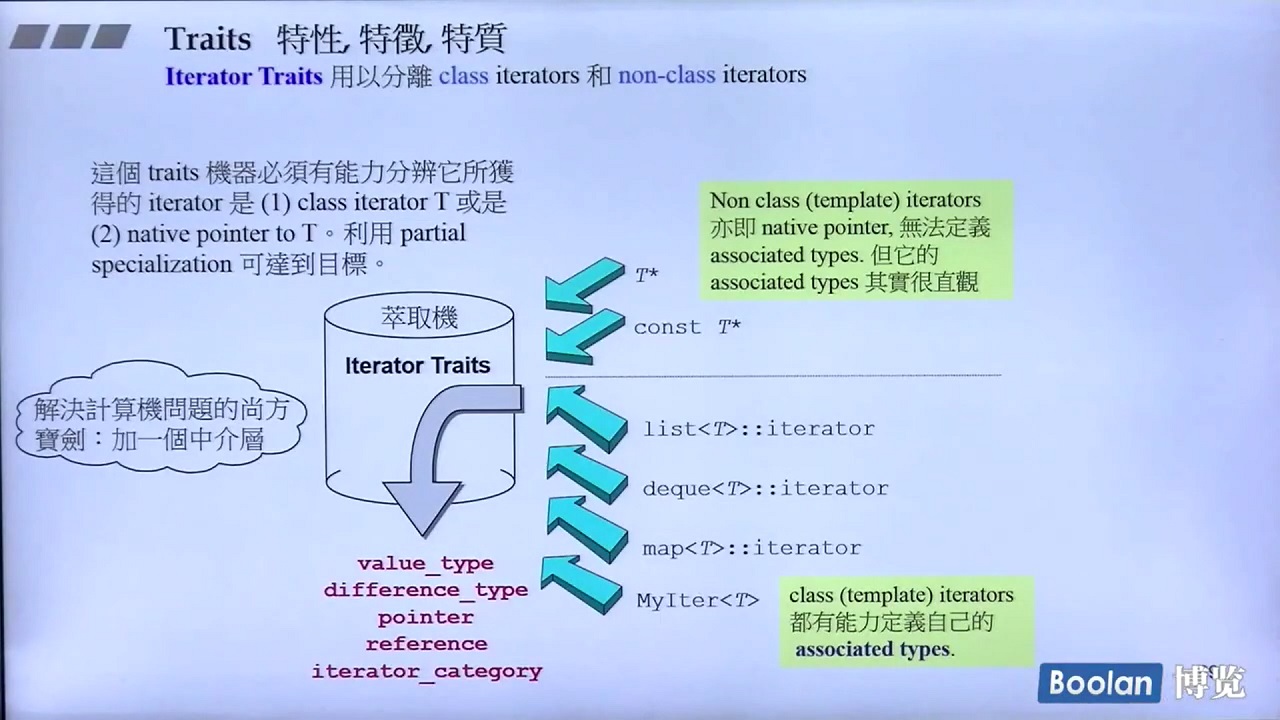 Traits 特性, 特徵, 特質
Iterator Traits 用以分離 class iterators 和 non-class iterators
這個 traits 機器必須有能力分辨它所獲
得的 iterator 是 (1) class iterator T 或是
(2) native pointer to T。利用 partial
specialization 可達到目標。
Non class (template) iterators
亦即 native pointer, 無法定義
associated types. 但它的
associated types 其實很直觀
T*
const T*
萃取機
Iterator Traits
解決計算機問題的尚方
寶劍：加一個中介層
list<T>::iterator
deque<T>::iterator
map<T>::iterator
MyIter<T>
value_type
difference_type
pointer
reference
iterator_category
class (template) iterators
都有能力定義自己的
associated types.
Boolan 博览